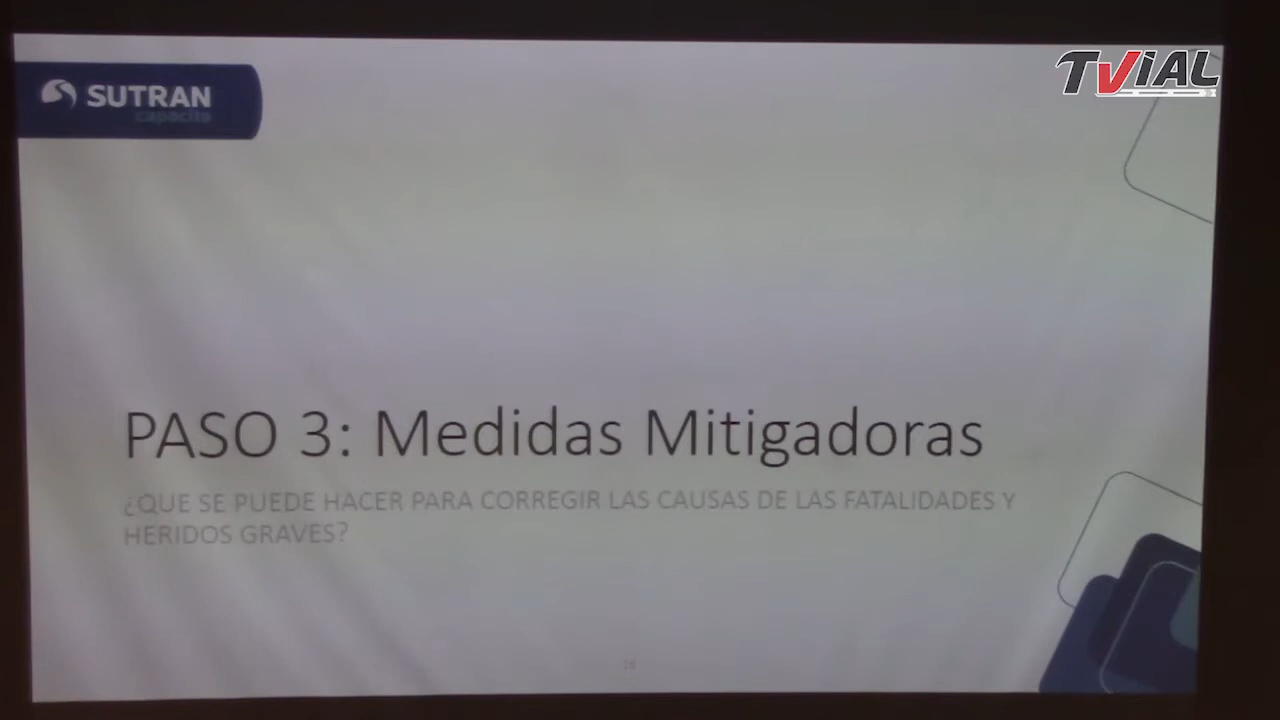 TVIAL
SUTRAN
capacita
PASO 3: Medidas Mitigadoras
¿QUE SE PUEDE HACER PARA CORREGIR LAS CAUSAS DE LAS FATALIDADES Y
HERIDOS GRAVES?